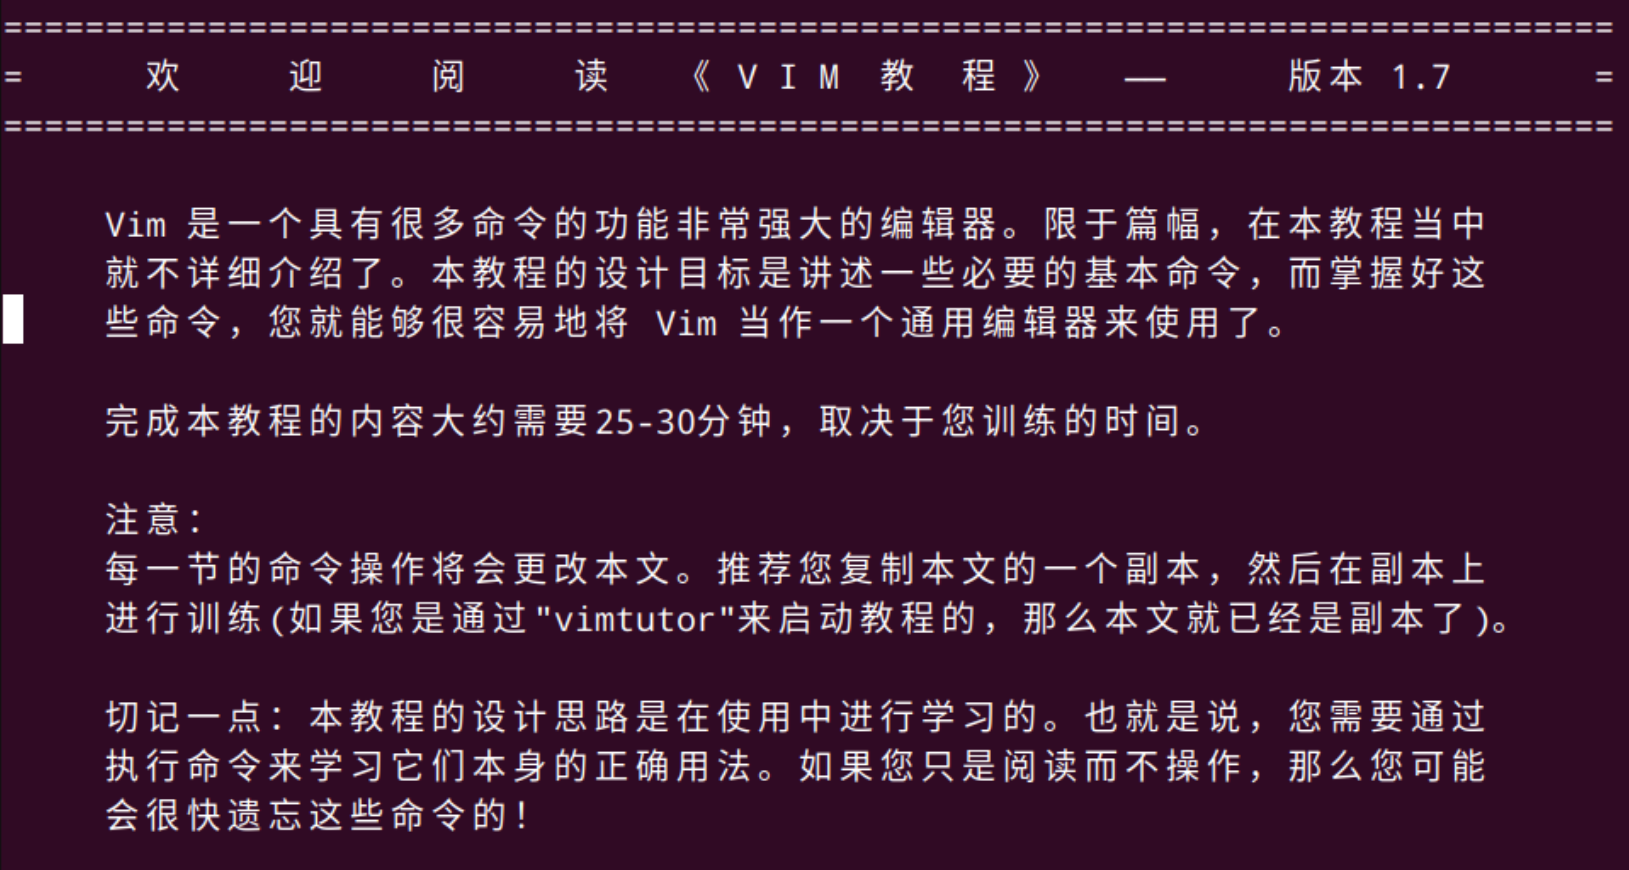 ===============================================================================
=      欢     迎     阅     读   《 V I M  教  程 》   ——      版本 1.7      =
===============================================================================
Vim 是一个具有很多命令的功能非常强大的编辑器。限于篇幅，在本教程当中
就不详细介绍了。本教程的设计目标是讲述一些必要的基本命令，而掌握好这
些命令，您就能够很容易地将 Vim 当作一个通用编辑器来使用了。
完成本教程的内容大约需要25-30分钟，取决于您训练的时间。
注意：
每一节的命令操作将会更改本文。推荐您复制本文的一个副本，然后在副本上
进行训练(如果您是通过"vimtutor"来启动教程的，那么本文就已经是副本了)。
切记一点：本教程的设计思路是在使用中进行学习的。也就是说，您需要通过
执行命令来学习它们本身的正确用法。如果您只是阅读而不操作，那么您可能
会很快遗忘这些命令的！